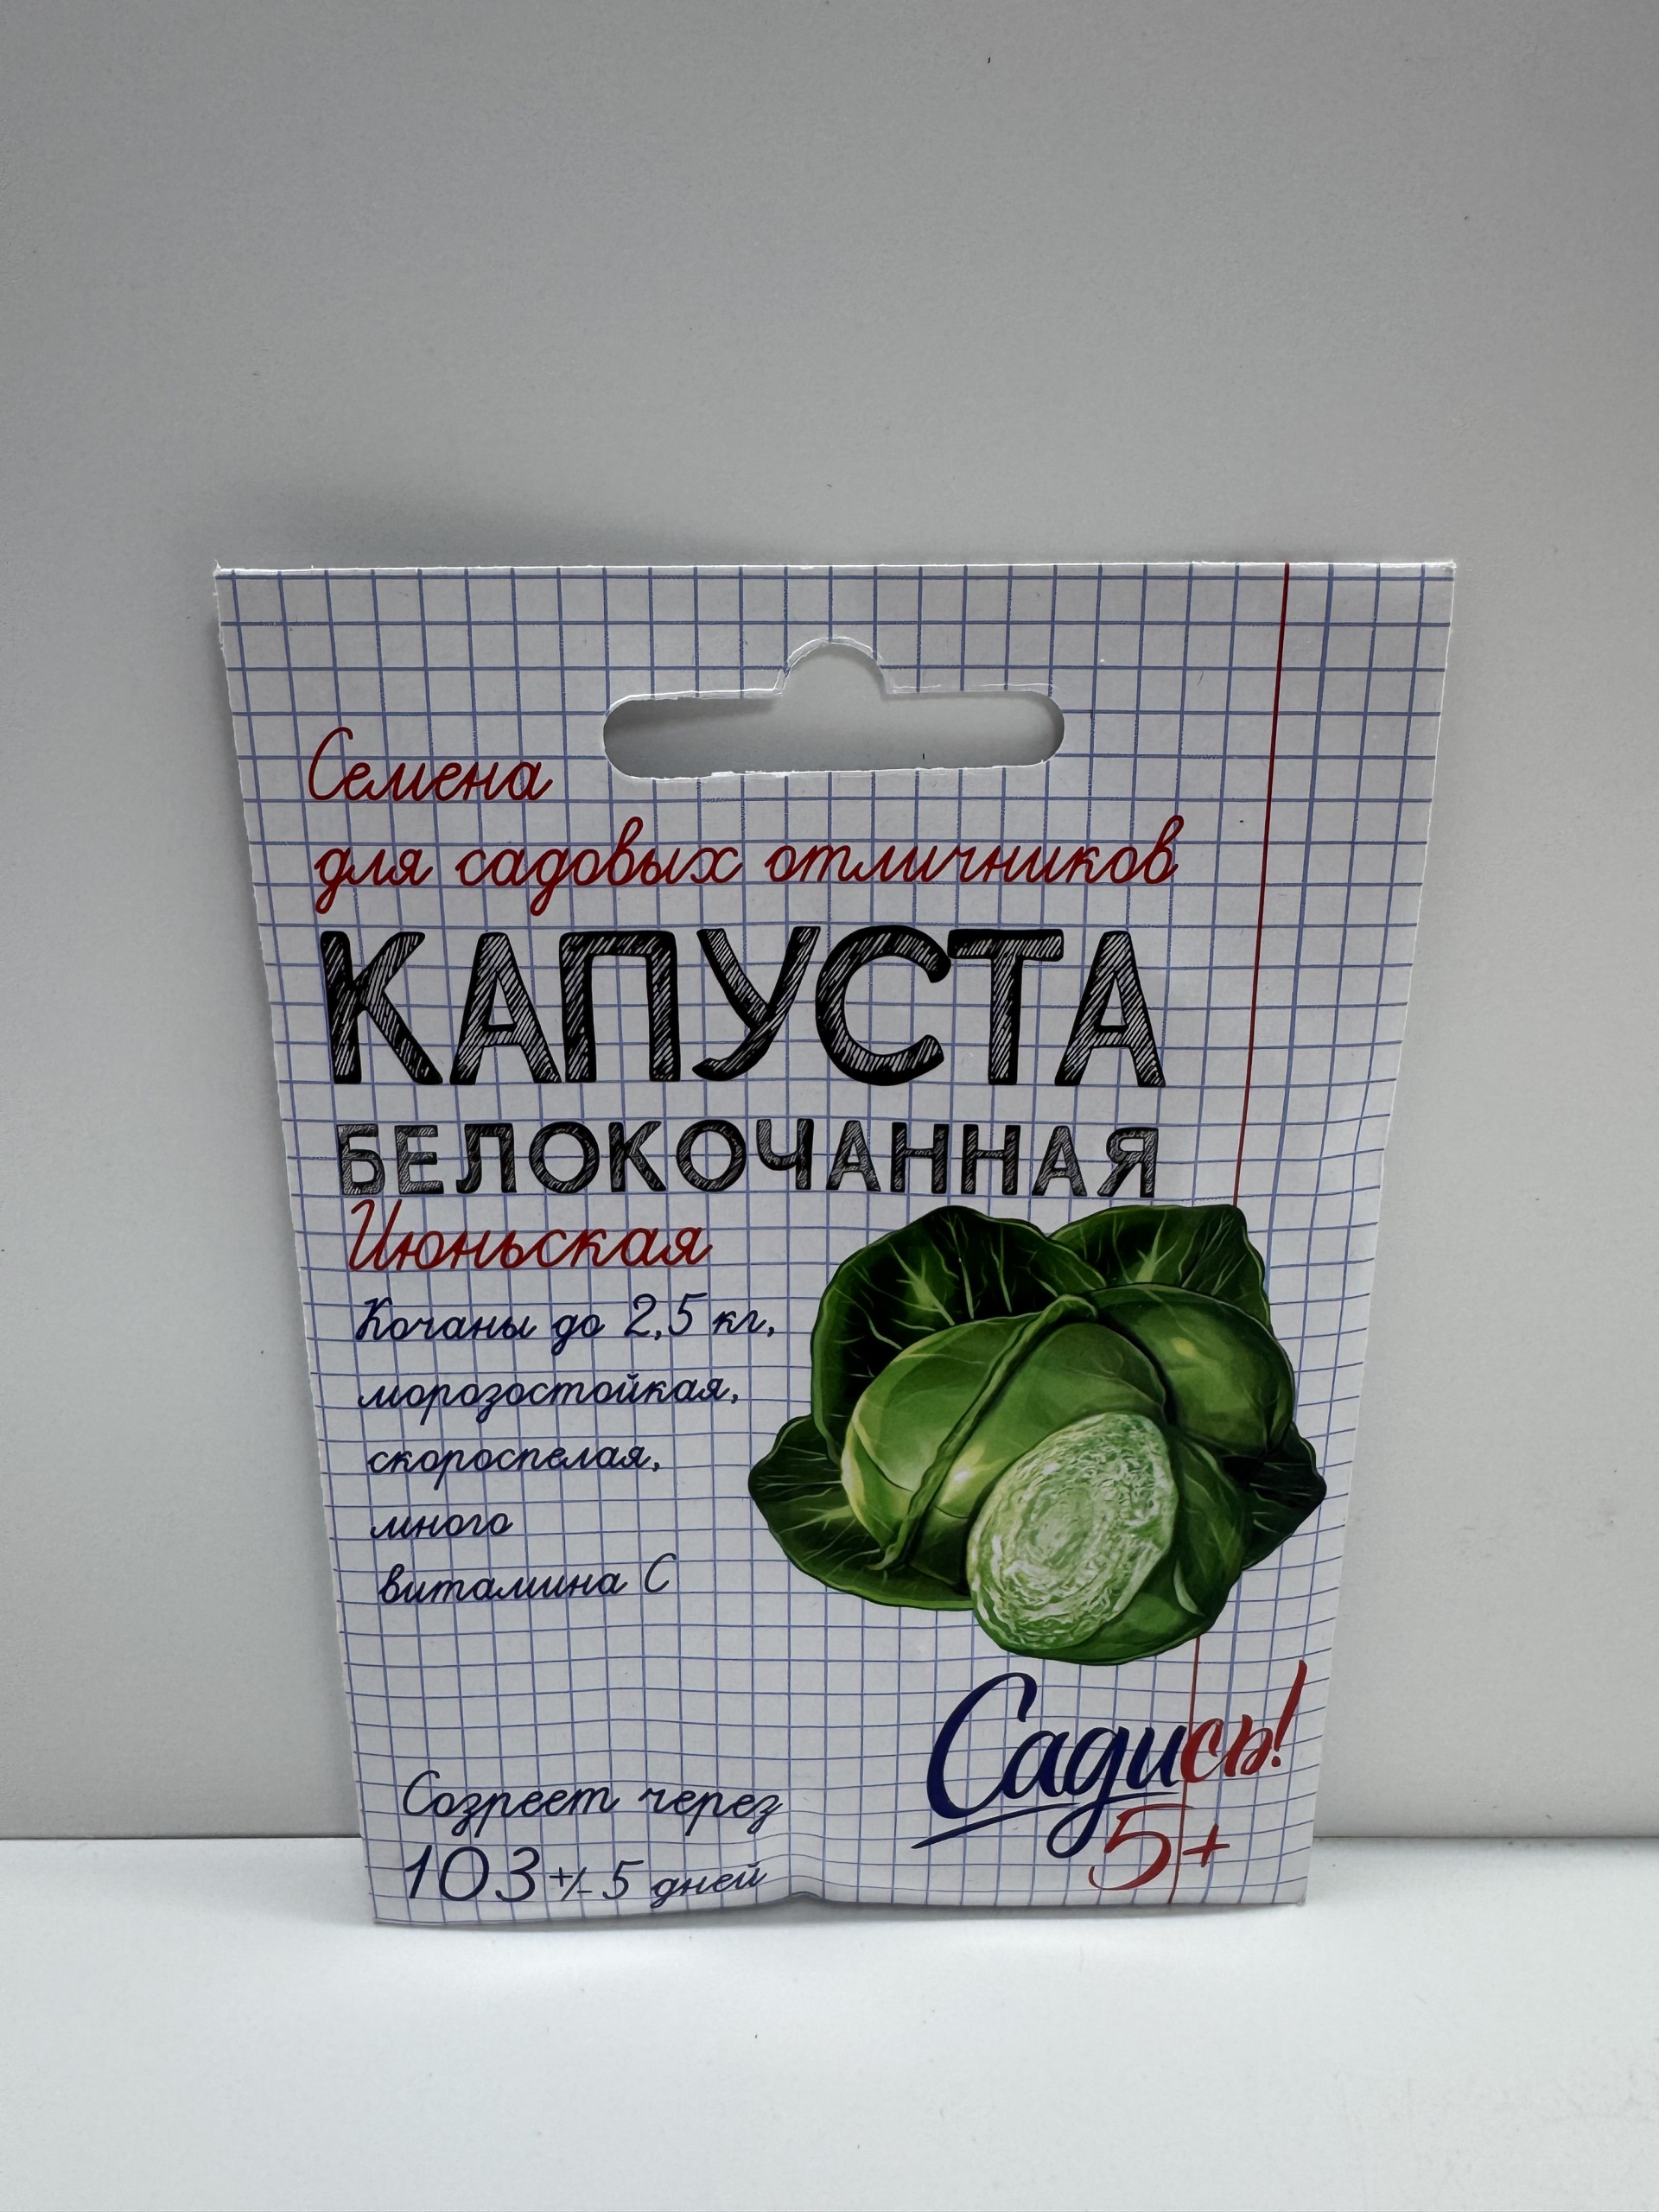 Семена
для садовых отличников
КАПУСТА
БЕЛОКОЧАННАЯ
Июньская
Кочаны до 2,5 кг,
морозостойкая,
скороспелая,
много
витамина С
Созреет через
103 +/- 5 дней
Садись!
5+